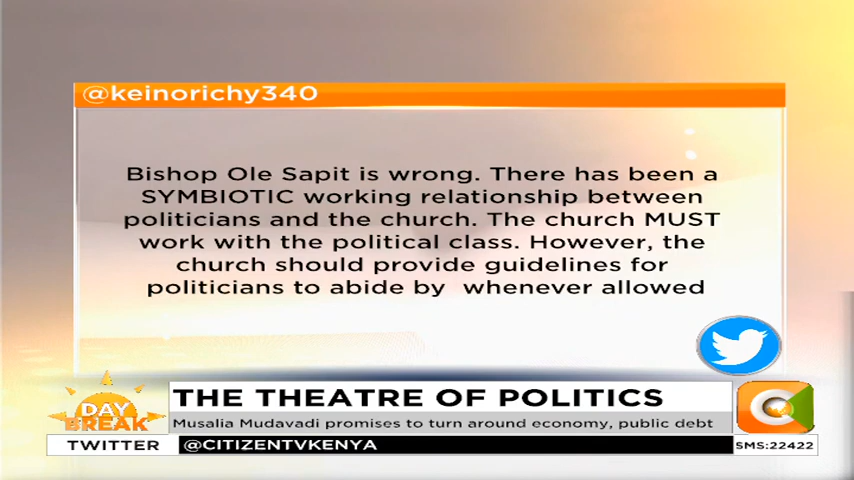 @keinorichy340
Bishop Ole Sapit is wrong. There has been a
SYMBIOTIC working relationship between
politicians and the church. The church MUST
work with the political class. However, the
church should provide guidelines for
politicians to abide by whenever allowed
DAY
BREAK
THE THEATRE OF POLITICS
Musalia Mudavadi promises to turn around economy, public debt
TWITTER
@CITIZENTVKENYA
SMS:22422